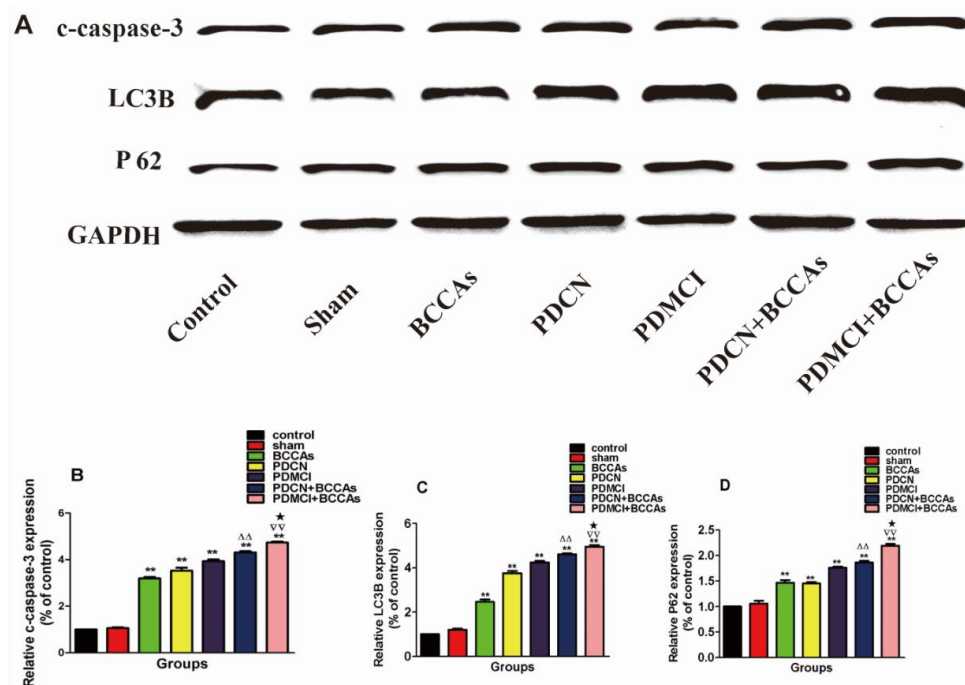 A
c-caspase-3
LC3B
P 62
GAPDH
Control
Sham
BCCAs
PDCN
PDMCI
PDCN+BCCAs
PDMCI+BCCAs
B
control
sham
BCCAs
PDCN
PDMCI
PDCN+BCCAs
PDMCI+BCCAs
Relative c-caspase-3 expression
(% of control)
6
4
2
0
**
**
**
ΔΔ
**
★
∇∇
**
Groups
C
control
sham
BCCAs
PDCN
PDMCI
PDCN+BCCAs
PDMCI+BCCAs
Relative LC3B expression
(% of control)
6
4
2
0
**
**
**
ΔΔ
**
★
∇∇
**
Groups
D
control
sham
BCCAs
PDCN
PDMCI
PDCN+BCCAs
PDMCI+BCCAs
Relative P62 expression
(% of control)
2.5
2.0
1.5
1.0
0.5
0.0
**
**
**
ΔΔ
**
★
∇∇
**
Groups